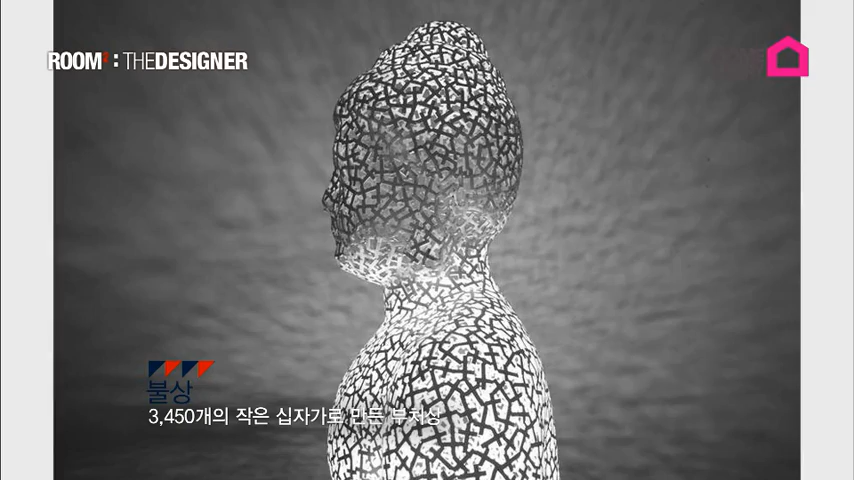 ROOM² : THEDESIGNER
불상
3,450개의 작은 십자가로 만든 부처상